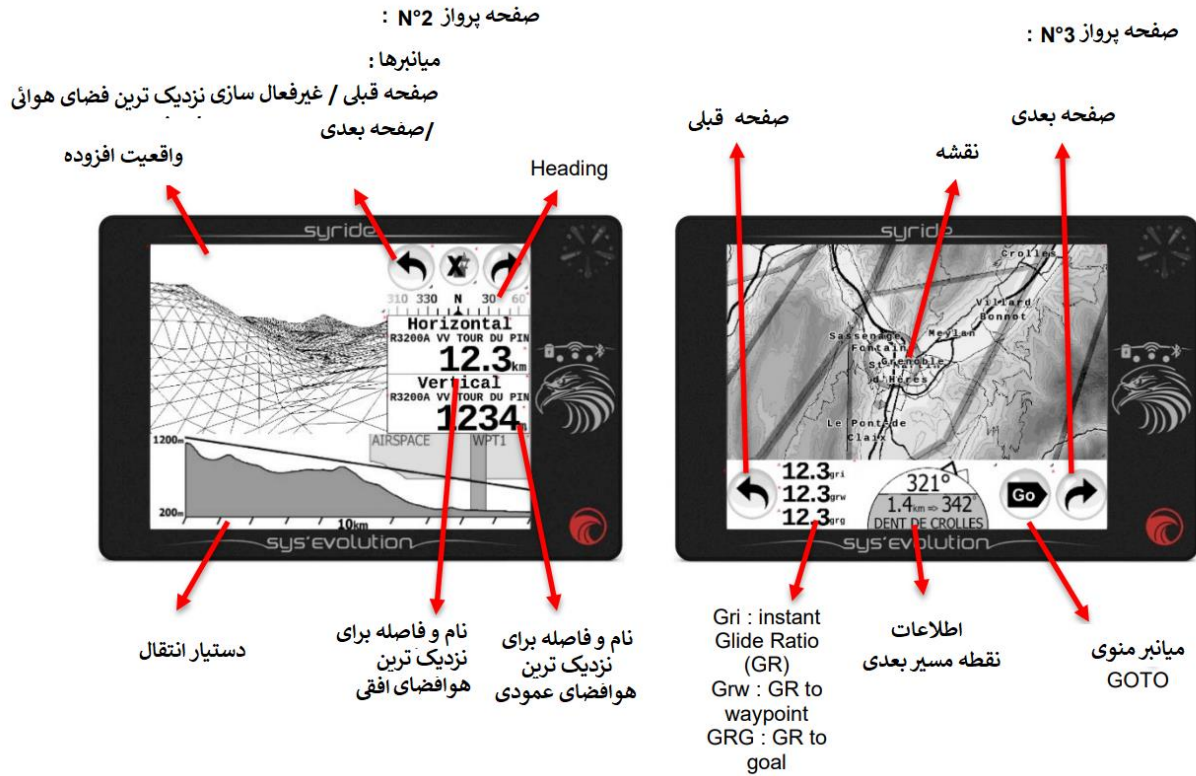 صفحه پرواز N°2 :
میانبرها :
صفحه قبلی / غیرفعال سازی نزدیک ترین فضای هوائی
/صفحه بعدی
واقعیت افزوده
Heading
syride
310 330 N 30 60
Horizontal
R3200A VV TOUR DU PIN
12.3km
Vertical
R3200A VV TOUR DU PIN
1234m
AIRSPACE WPT1
1200m
200m
10km
sys'evolution
دستیار انتقال
نام و فاصله برای
نزدیک ترین
هوافضای افقی
نام و فاصله برای
نزدیک ترین
هوافضای عمودی
صفحه پرواز N°3 :
صفحه قبلی
نقشه
صفحه بعدی
syride
Crolles
Villard
Bonnot
Meylan
Sassenage
Fontain
Grenoble
St Martin
d'Hères
Le Pont de
Claix
12.3gri
12.3grw
12.3grg
321°
1.4km => 342°
DENT DE CROLLES
Go
sys'evolution
Gri : instant
Glide Ratio
(GR)
Grw : GR to
waypoint
GRG : GR to
goal
اطلاعات
نقطه مسیر بعدی
میانبر منوی
GOTO